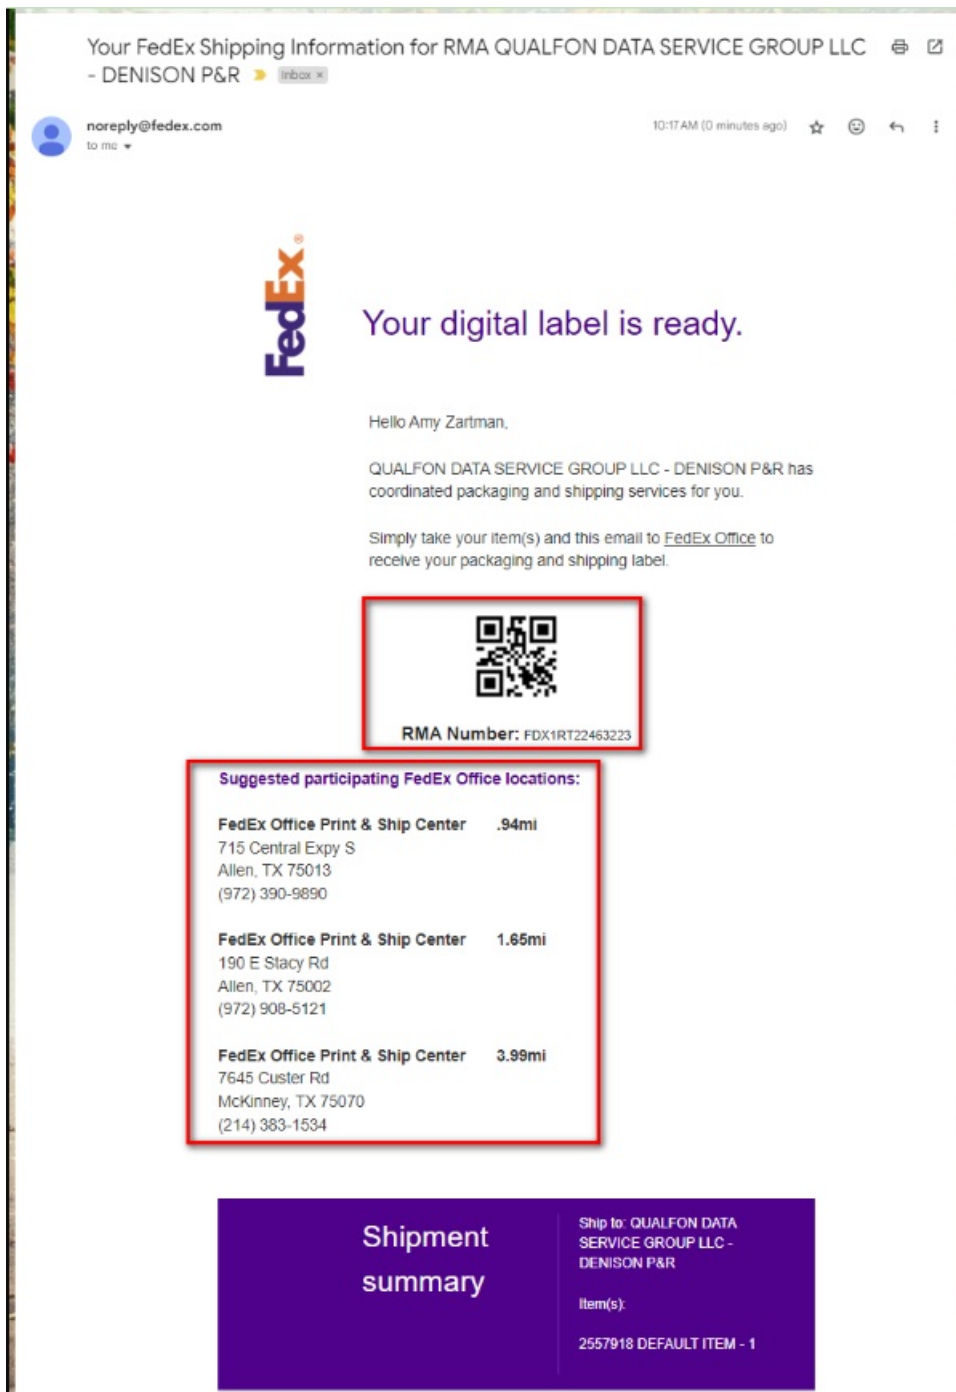 Your FedEx Shipping Information for RMA QUALFON DATA SERVICE GROUP LLC
- DENISON P&R Inbox ×
noreply@fedex.com 10:17 AM (0 minutes ago)
to me
FedEx®
Your digital label is ready.
Hello Amy Zartman,
QUALFON DATA SERVICE GROUP LLC - DENISON P&R has
coordinated packaging and shipping services for you.
Simply take your item(s) and this email to FedEx Office to
receive your packaging and shipping label.
RMA Number: FDX1RT22463223
Suggested participating FedEx Office locations:
FedEx Office Print & Ship Center .94mi
715 Central Expy S
Allen, TX 75013
(972) 390-9890
FedEx Office Print & Ship Center 1.65mi
190 E Stacy Rd
Allen, TX 75002
(972) 908-5121
FedEx Office Print & Ship Center 3.99mi
7645 Custer Rd
McKinney, TX 75070
(214) 383-1534
Shipment
summary
Ship to: QUALFON DATA
SERVICE GROUP LLC -
DENISON P&R
Item(s):
2557918 DEFAULT ITEM - 1